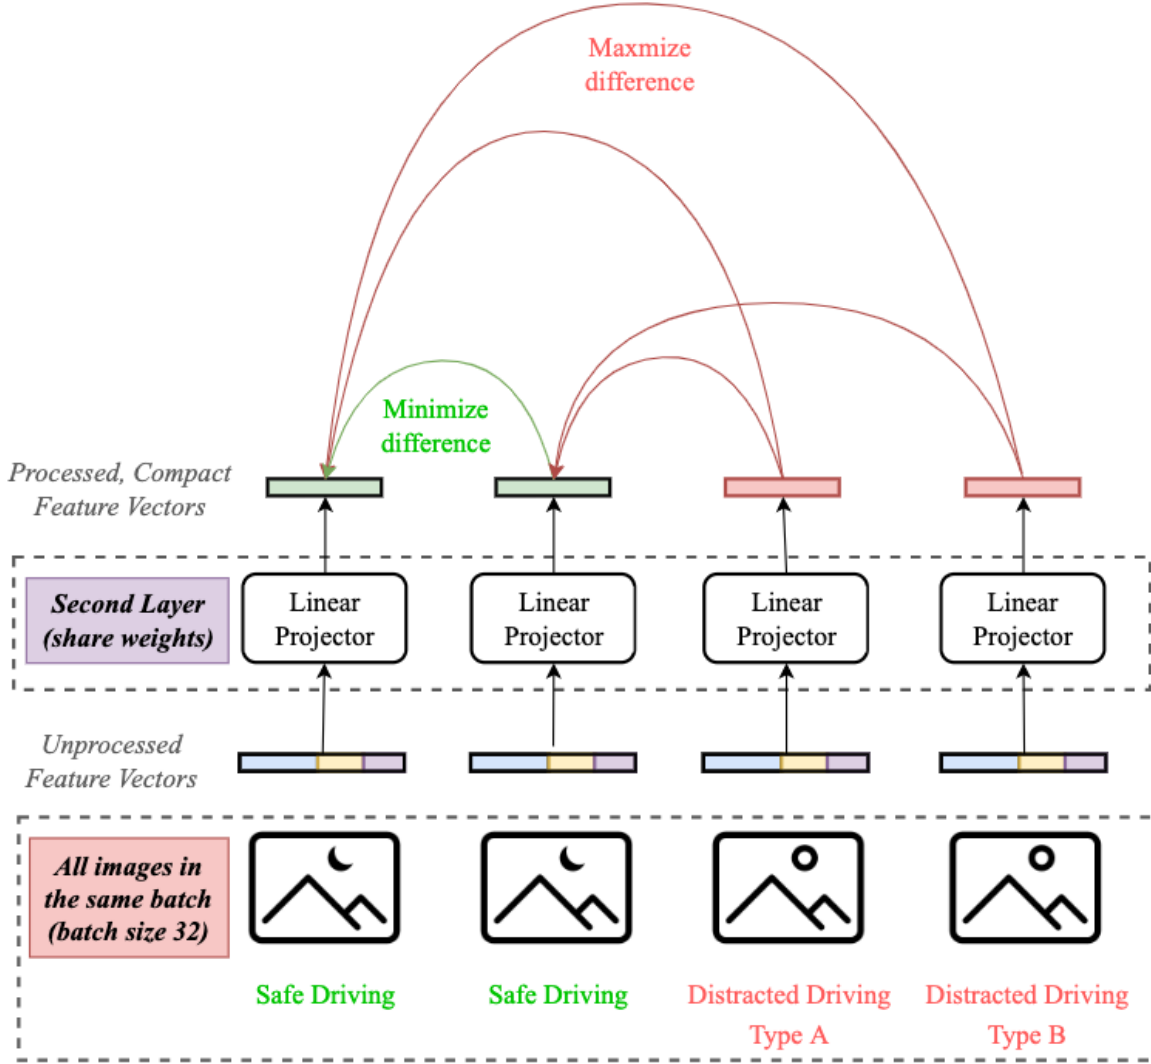 Maxmize
difference
Minimize
difference
Processed, Compact
Feature Vectors
Second Layer
(share weights)
Linear
Projector
Linear
Projector
Linear
Projector
Linear
Projector
Unprocessed
Feature Vectors
All images in
the same batch
(batch size 32)
Safe Driving
Safe Driving
Distracted Driving
Type A
Distracted Driving
Type B